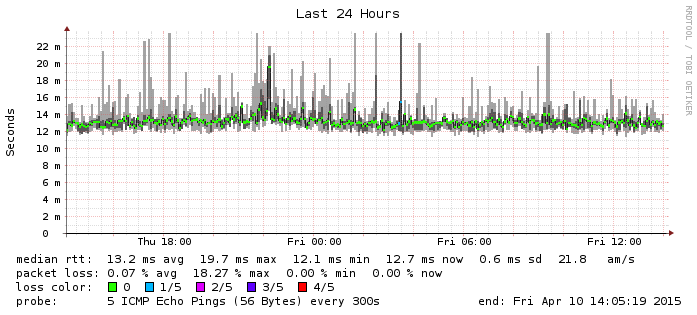 Last 24 Hours
RRDTOOL / TOBI OETIKER
Seconds
22 m
20 m
18 m
16 m
14 m
12 m
10 m
8 m
6 m
4 m
2 m
0
Thu 18:00 Fri 00:00 Fri 06:00 Fri 12:00
median rtt: 13.2 ms avg 19.7 ms max 12.1 ms min 12.7 ms now 0.6 ms sd 21.8 am/s
packet loss: 0.07 % avg 18.27 % max 0.00 % min 0.00 % now
loss color: 0 1/5 2/5 3/5 4/5
probe: 5 ICMP Echo Pings (56 Bytes) every 300s end: Fri Apr 10 14:05:19 2015